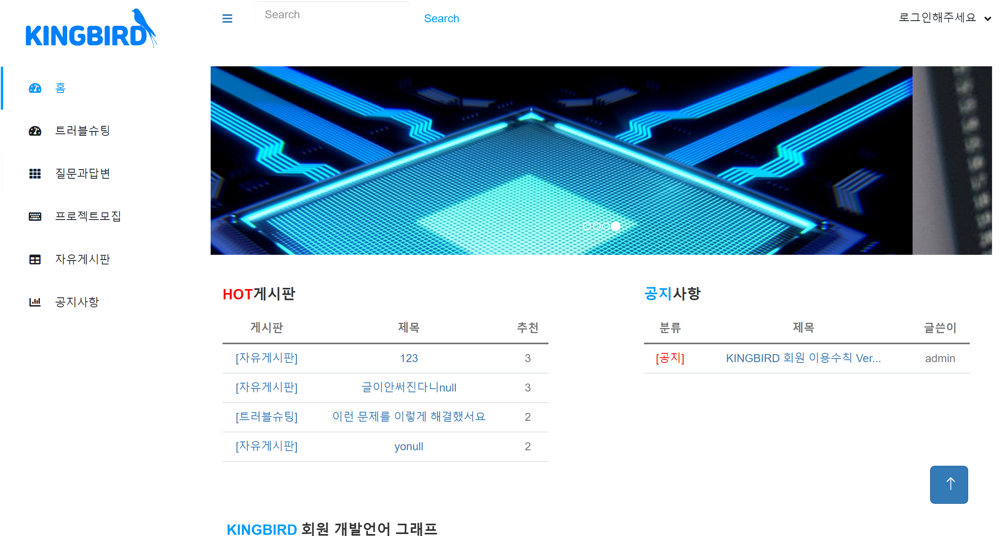 KINGBIRD
Search
Search
로그인해주세요
홈
트러블슈팅
질문과답변
프로젝트모집
자유게시판
공지사항
HOT게시판
게시판 제목 추천
[자유게시판] 123 3
[자유게시판] 글이안써진다니null 3
[트러블슈팅] 이런 문제를 이렇게 해결했서요 2
[자유게시판] yonull 2
공지사항
분류 제목 글쓴이
[공지] KINGBIRD 회원 이용수칙 Ver... admin
KINGBIRD 회원 개발언어 그래프